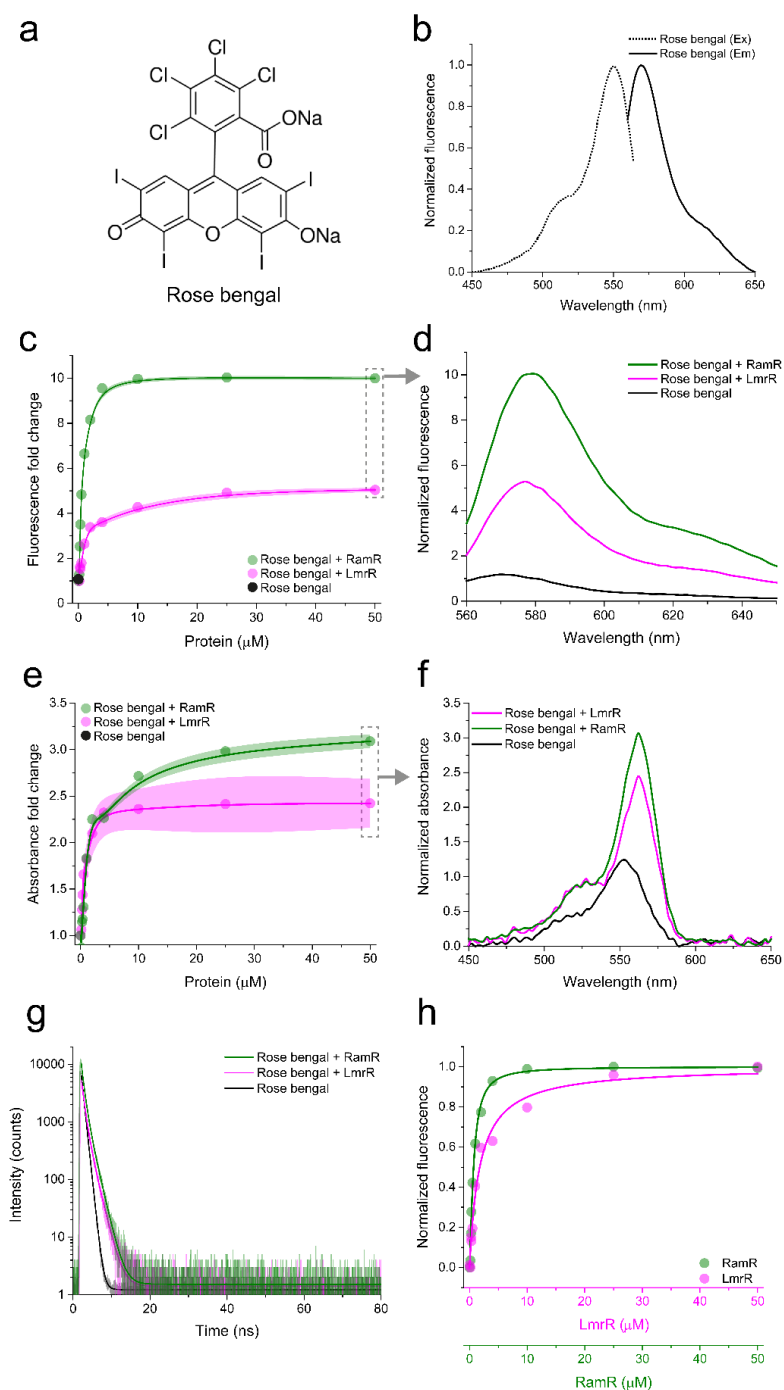 a
Cl
Cl
Cl
Cl
ONa
O
I
I
O
O
ONa
I
I
Rose bengal
b
Rose bengal (Ex)
Rose bengal (Em)
Normalized fluorescence
1.0
0.8
0.6
0.4
0.2
0.0
450 500 550 600 650
Wavelength (nm)
c
Fluorescence fold change
10
8
6
4
2
0
Rose bengal + RamR
Rose bengal + LmrR
Rose bengal
0 10 20 30 40 50
Protein (μM)
d
Rose bengal + RamR
Rose bengal + LmrR
Rose bengal
Normalized fluorescence
10
8
6
4
2
0
560 580 600 620 640
Wavelength (nm)
e
Rose bengal + RamR
Rose bengal + LmrR
Rose bengal
Absorbance fold change
3.5
3.0
2.5
2.0
1.5
1.0
0 10 20 30 40 50
Protein (μM)
f
Rose bengal + LmrR
Rose bengal + RamR
Rose bengal
Normalized absorbance
3.5
3.0
2.5
2.0
1.5
1.0
0.5
0.0
450 500 550 600 650
Wavelength (nm)
g
Rose bengal + RamR
Rose bengal + LmrR
Rose bengal
Intensity (counts)
10000
1000
100
10
1
0 20 40 60 80
Time (ns)
h
Normalized fluorescence
1.0
0.8
0.6
0.4
0.2
0.0
RamR
LmrR
0 10 20 30 40 50
LmrR (μM)
0 10 20 30 40 50
RamR (μM)